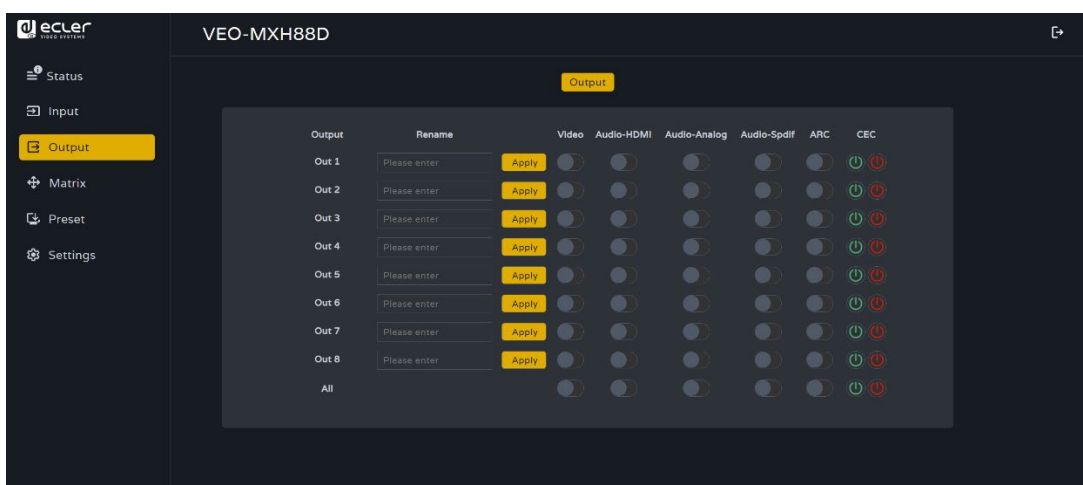 ecler
VIDEO SYSTEMS
VEO-MXH88D
Status
Input
Output
Matrix
Preset
Settings
Output
Output Rename Video Audio-HDMI Audio-Analog Audio-Spdif ARC CEC
Out 1 Please enter Apply
Out 2 Please enter Apply
Out 3 Please enter Apply
Out 4 Please enter Apply
Out 5 Please enter Apply
Out 6 Please enter Apply
Out 7 Please enter Apply
Out 8 Please enter Apply
All